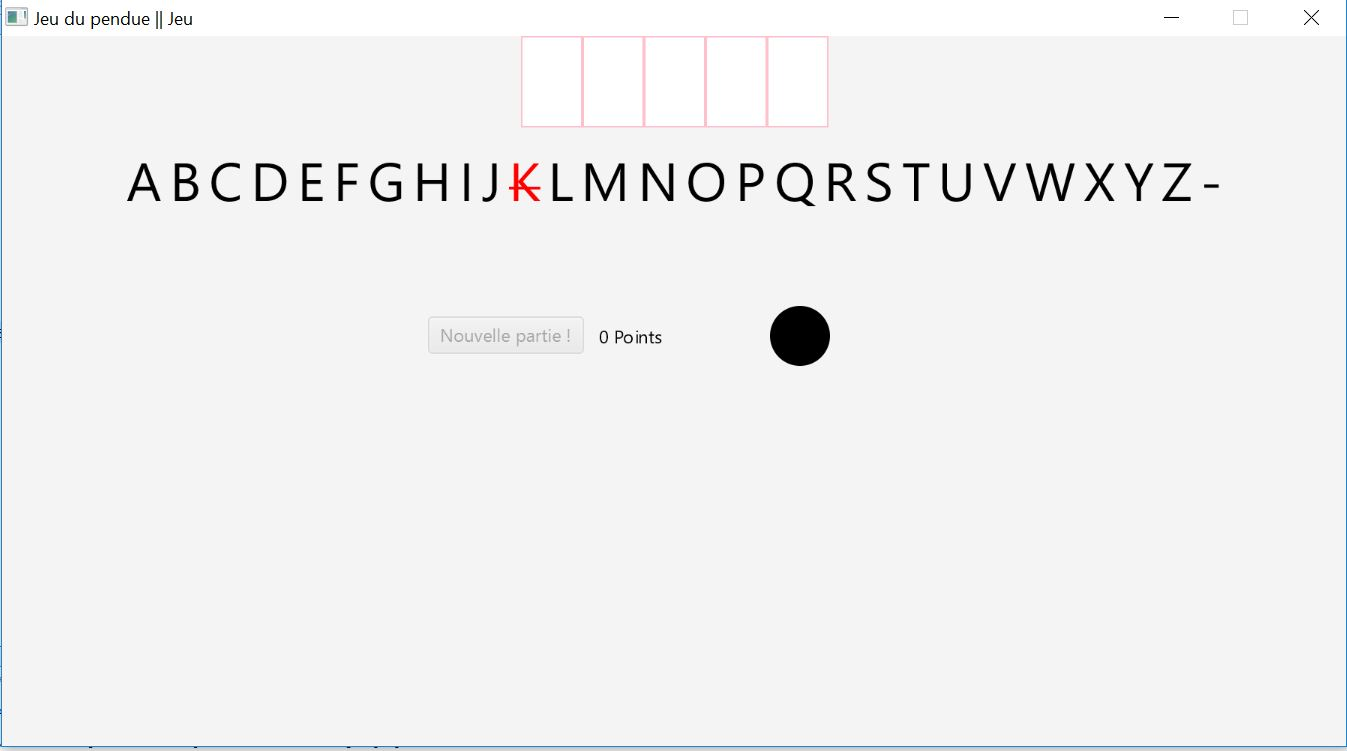 Jeu du pendue || Jeu
A B C D E F G H I J K L M N O P Q R S T U V W X Y Z -
Nouvelle partie ! 0 Points